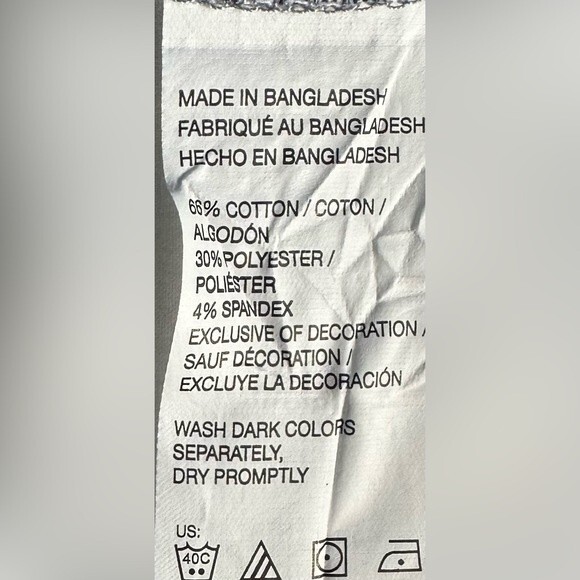 MADE IN BANGLADESH
FABRIQUÉ AU BANGLADESH
HECHO EN BANGLADESH
66% COTTON / COTON /
ALGODÓN
30% POLYESTER /
POLIÉSTER
4% SPANDEX
EXCLUSIVE OF DECORATION /
SAUF DÉCORATION /
EXCLUYE LA DECORACIÓN
WASH DARK COLORS
SEPARATELY,
DRY PROMPTLY
US:
40C